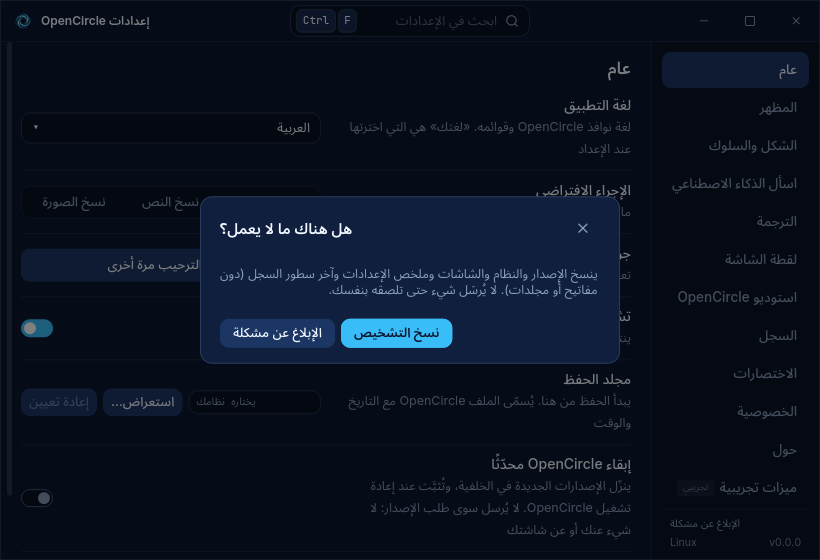 إعدادات OpenCircle
ابحث في الإعدادات
Ctrl F
عام
المظهر
الشكل والسلوك
اسأل الذكاء الاصطناعي
الترجمة
لقطة الشاشة
استوديو OpenCircle
السجل
الاختصارات
الخصوصية
حول
ميزات تجريبية تجريبي
الإبلاغ عن مشكلة
Linux v0.0.0
عام
لغة التطبيق
لغة نوافذ OpenCircle وقوائمه. «لغتك» هي التي اخترتها
عند الإعداد
العربية
الإجراء الافتراضي
نسخ النص
نسخ الصورة
الترحيب مرة أخرى
هل هناك ما لا يعمل؟
ينسخ الإصدار والنظام والشاشات وملخص الإعدادات وآخر سطور السجل (دون
مفاتيح أو مجلدات). لا يُرسَل شيء حتى تلصقه بنفسك.
نسخ التشخيص
الإبلاغ عن مشكلة
مجلد الحفظ
يبدأ الحفظ من هنا. يُسمّى الملف OpenCircle مع التاريخ
والوقت
يختاره نظامك
استعراض...
إعادة تعيين
إبقاء OpenCircle محدّثًا
ينزّل الإصدارات الجديدة في الخلفية، وتُثبَّت عند إعادة
تشغيل OpenCircle. لا يُرسل سوى طلب الإصدار: لا
شيء عنك أو عن شاشتك